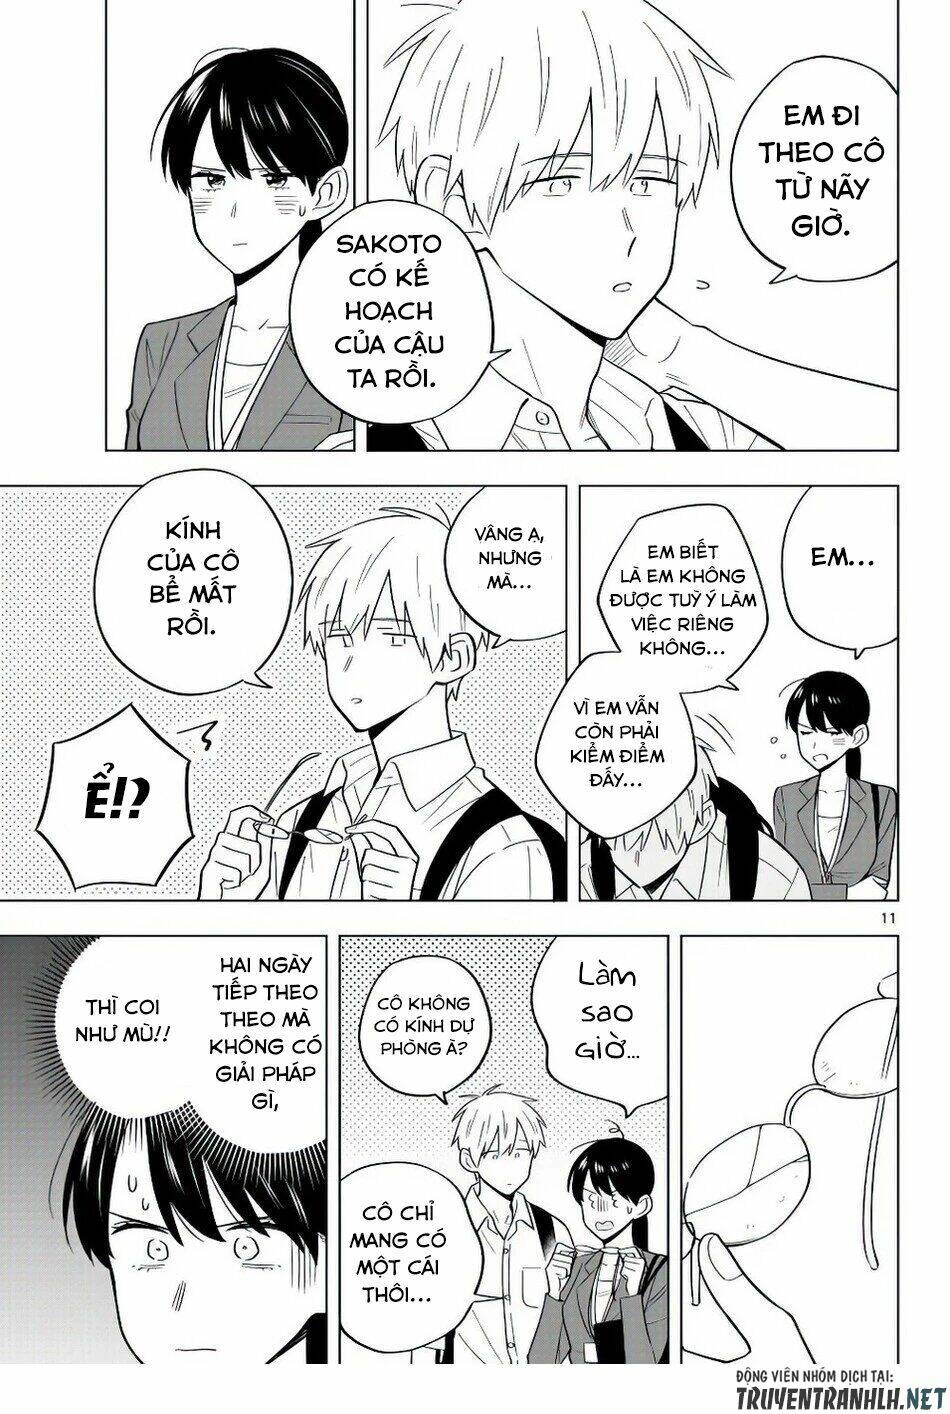 EM ĐI
THEO CÔ
TỪ NÃY
GIỜ.
SAKOTO
CÓ KẾ
HOẠCH
CỦA CẬU
TA RỒI.
EM...
EM BIẾT
LÀ EM KHÔNG
ĐƯỢC TUỲ Ý LÀM
VIỆC RIÊNG
KHÔNG...
VÌ EM VẪN
CÒN PHẢI
KIỂM ĐIỂM
ĐẤY...
VÂNG Ạ,
NHƯNG
MÀ...
KÍNH
CỦA CÔ
BỂ MẤT
RỒI.
Ể!?
11
LÀM
SAO
GIỜ...
CÔ KHÔNG
CÓ KÍNH DỰ
PHÒNG À?
CÔ CHỈ
MANG CÓ
MỘT CÁI
THÔI...
HAI NGÀY
TIẾP THEO
THEO MÀ
KHÔNG CÓ
GIẢI PHÁP
GÌ,
THÌ COI
NHƯ MÙ!!
ĐỘNG VIÊN NHÓM DỊCH TẠI:
TRUYENTRANHLH.NET